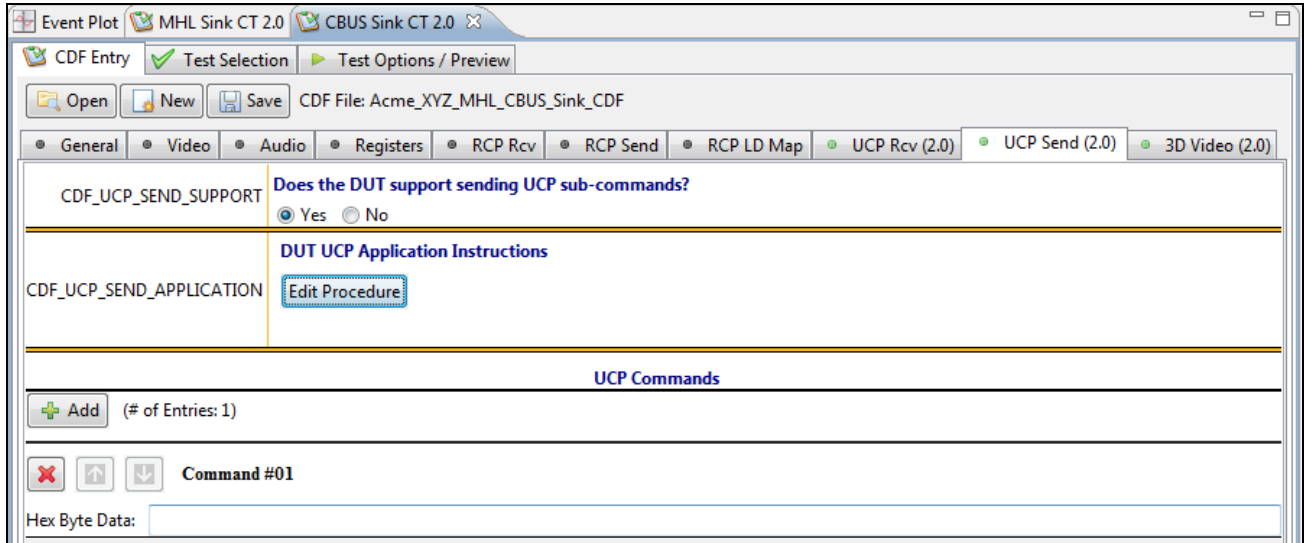 Event Plot MHL Sink CT 2.0 CBUS Sink CT 2.0
CDF Entry Test Selection Test Options / Preview
Open New Save CDF File: Acme_XYZ_MHL_CBUS_Sink_CDF
General Video Audio Registers RCP Rcv RCP Send RCP LD Map UCP Rcv (2.0) UCP Send (2.0) 3D Video (2.0)
CDF_UCP_SEND_SUPPORT
Does the DUT support sending UCP sub-commands?
Yes No
DUT UCP Application Instructions
CDF_UCP_SEND_APPLICATION
Edit Procedure
UCP Commands
Add (# of Entries: 1)
Command #01
Hex Byte Data: